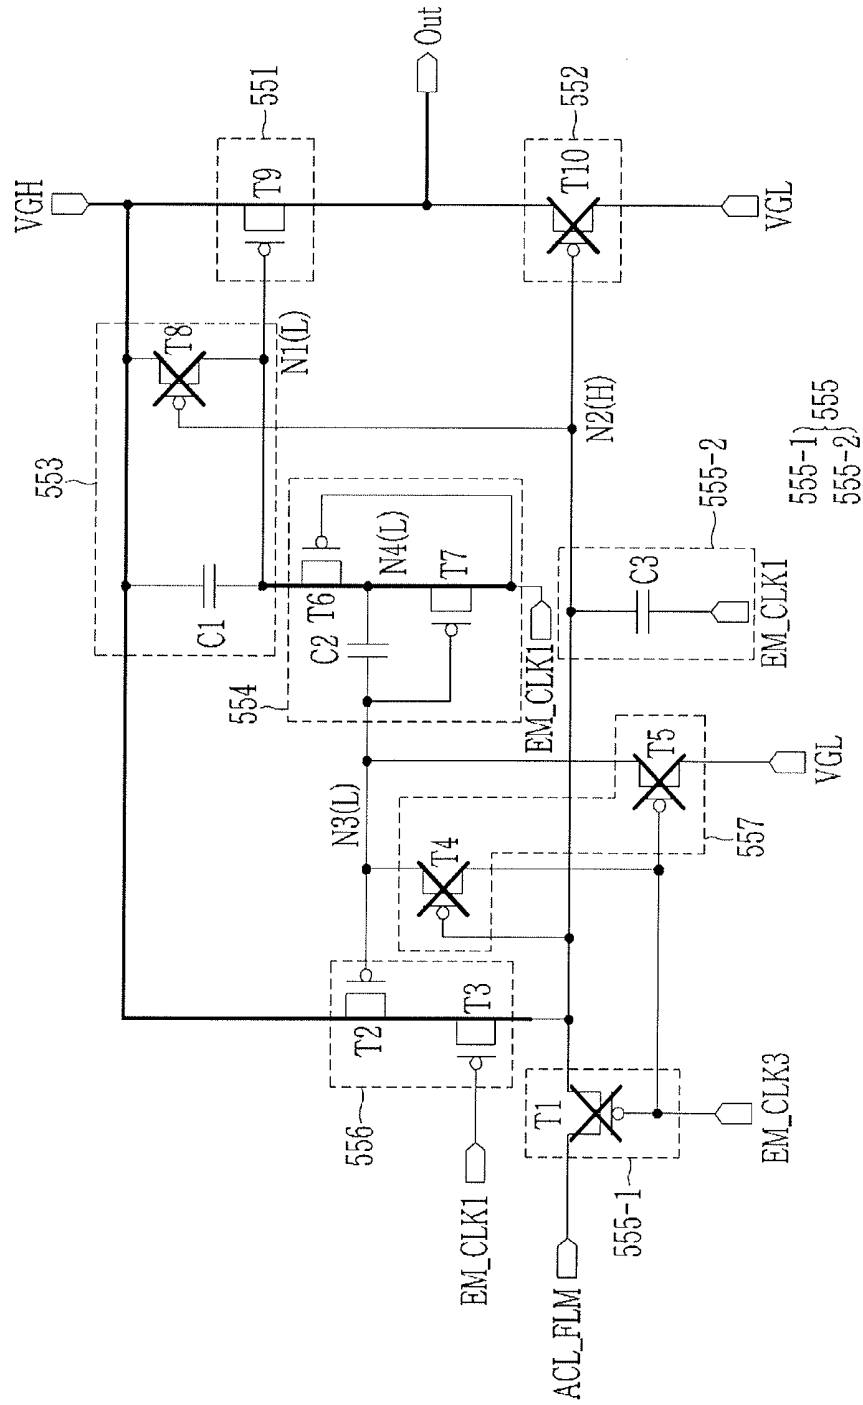 VGH
551
T9
Out
552
T10
VGL
553
T8
N1(L)
C1
554
T6
N4(L)
T7
C2
EM_CLK1
N2(H)
555-2
C3
EM_CLK1
555-1
555-2
555
N3(L)
T4
T5
VGL
557
556
T2
T3
EM_CLK1
T1
555-1
EM_CLK3
ACL_FLM